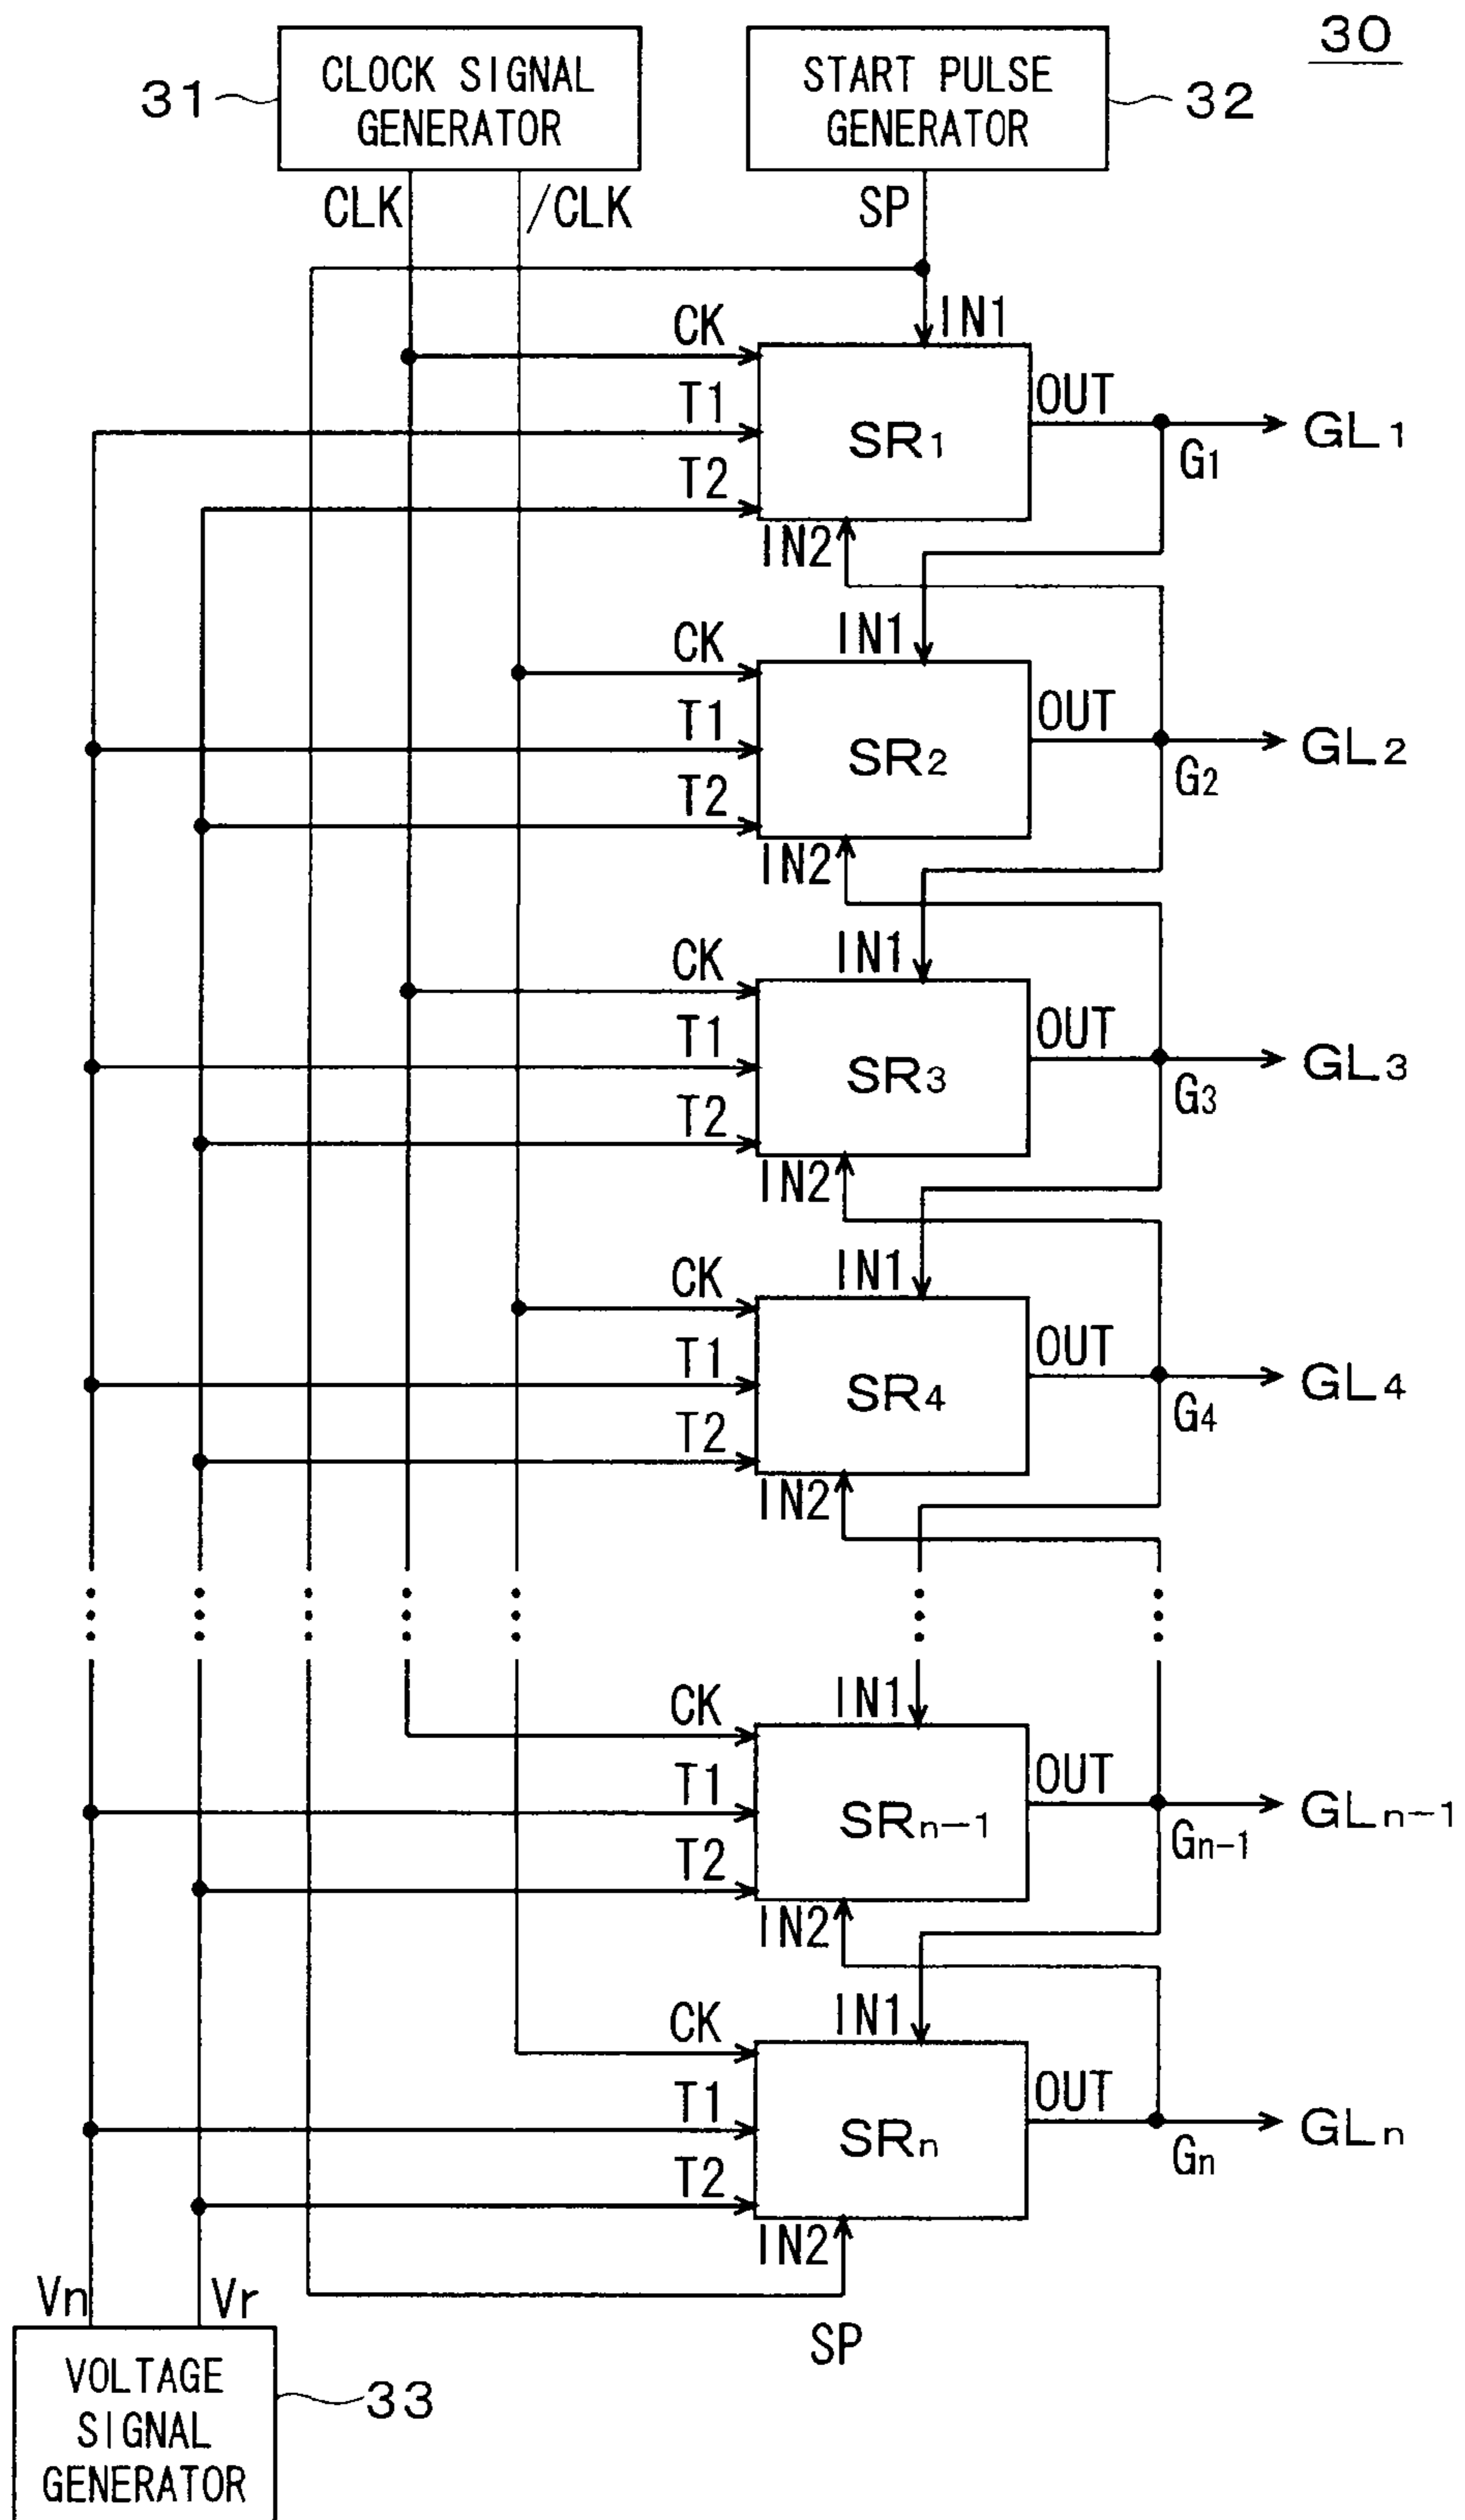 30
CLOCK SIGNAL
GENERATOR
START PULSE
GENERATOR
31
32
CLK
/CLK
SP
IN1
CK
T1
T2
SR1
OUT
G1
GL1
IN2
IN1
CK
T1
T2
SR2
OUT
G2
GL2
IN2
IN1
CK
T1
T2
SR3
OUT
G3
GL3
IN2
IN1
CK
T1
T2
SR4
OUT
G4
GL4
IN2
IN1
CK
T1
T2
SRn-1
OUT
Gn-1
GLn-1
IN2
IN1
CK
T1
T2
SRn
OUT
Gn
GLn
IN2
SP
Vn
Vr
VOLTAGE
SIGNAL
GENERATOR
33